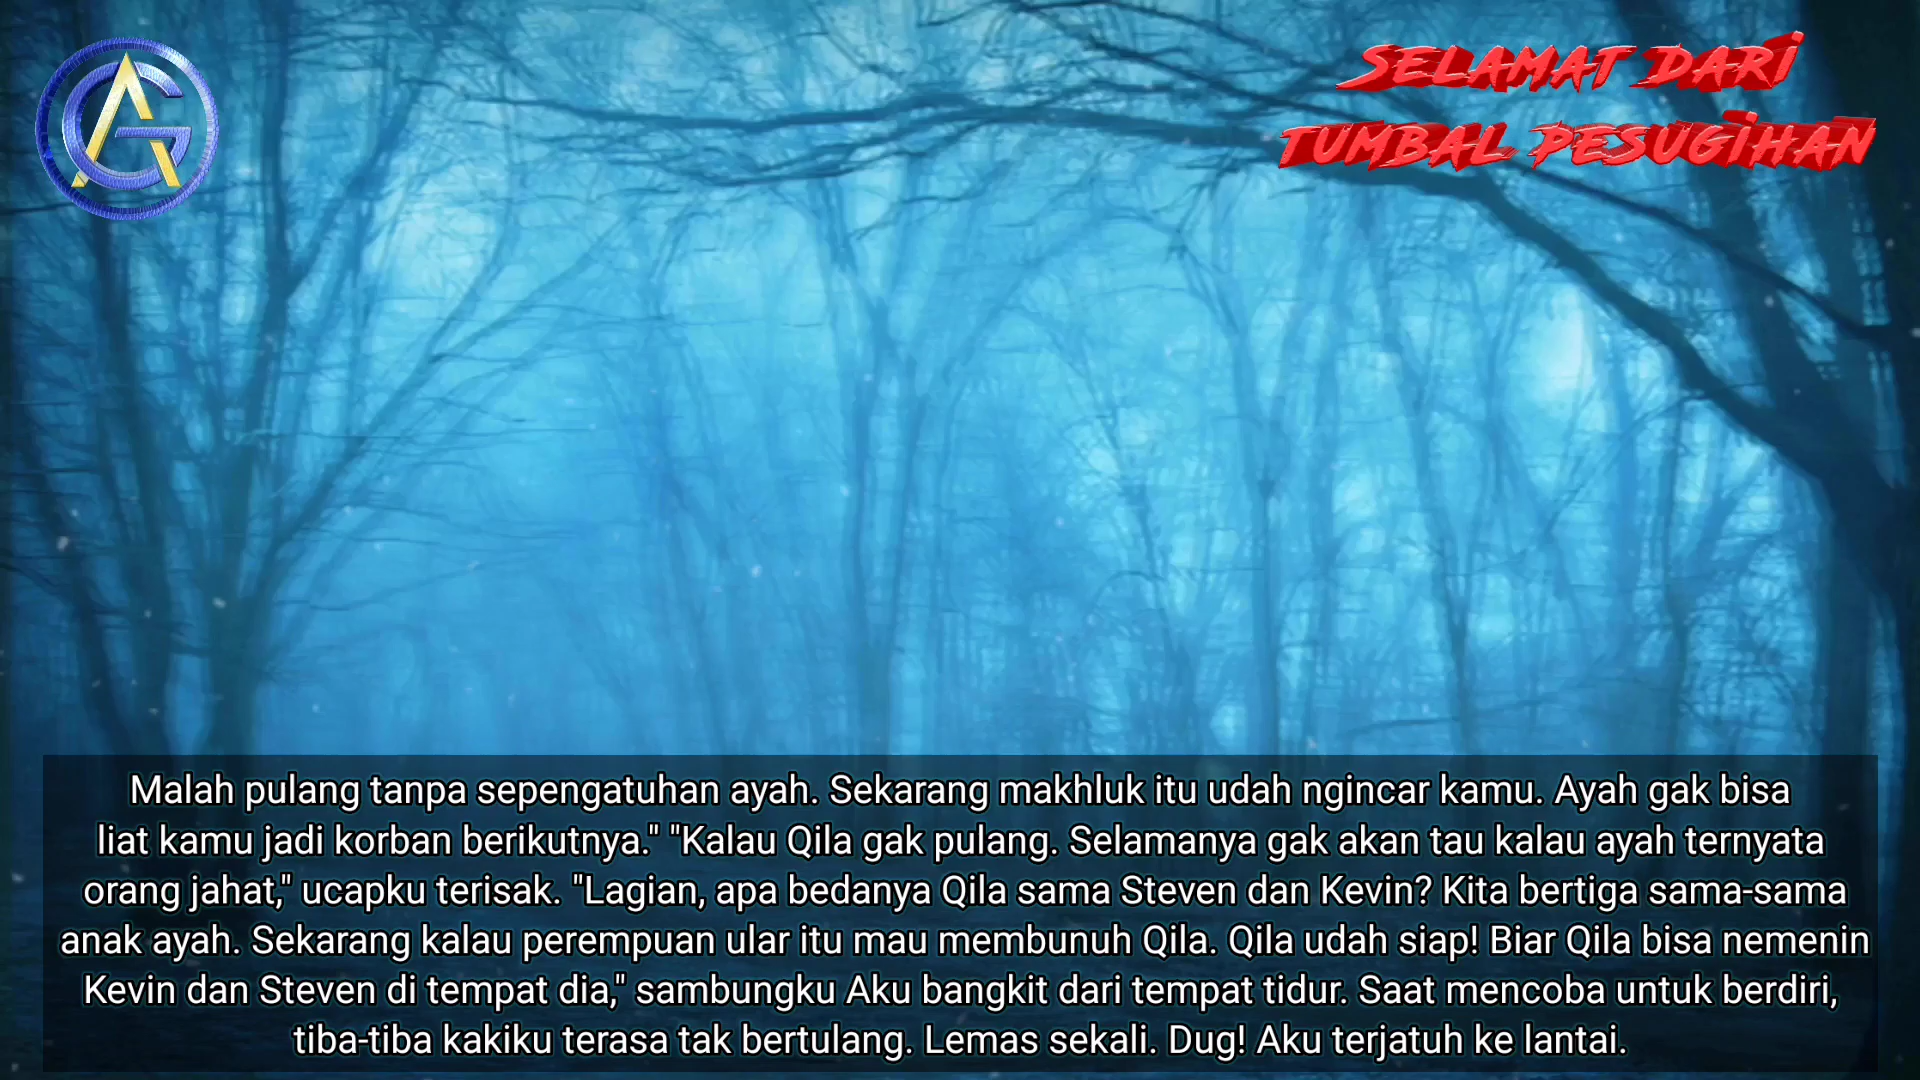 SELAMAT DARI
TUMBAL PESUGIHAN
Malah pulang tanpa sepengatuhan ayah. Sekarang makhluk itu udah ngincar kamu. Ayah gak bisa
liat kamu jadi korban berikutnya." "Kalau Qila gak pulang. Selamanya gak akan tau kalau ayah ternyata
orang jahat," ucapku terisak. "Lagian, apa bedanya Qila sama Steven dan Kevin? Kita bertiga sama-sama
anak ayah. Sekarang kalau perempuan ular itu mau membunuh Qila. Qila udah siap! Biar Qila bisa nemenin
Kevin dan Steven di tempat dia," sambungku Aku bangkit dari tempat tidur. Saat mencoba untuk berdiri,
tiba-tiba kakiku terasa tak bertulang. Lemas sekali. Dug! Aku terjatuh ke lantai.